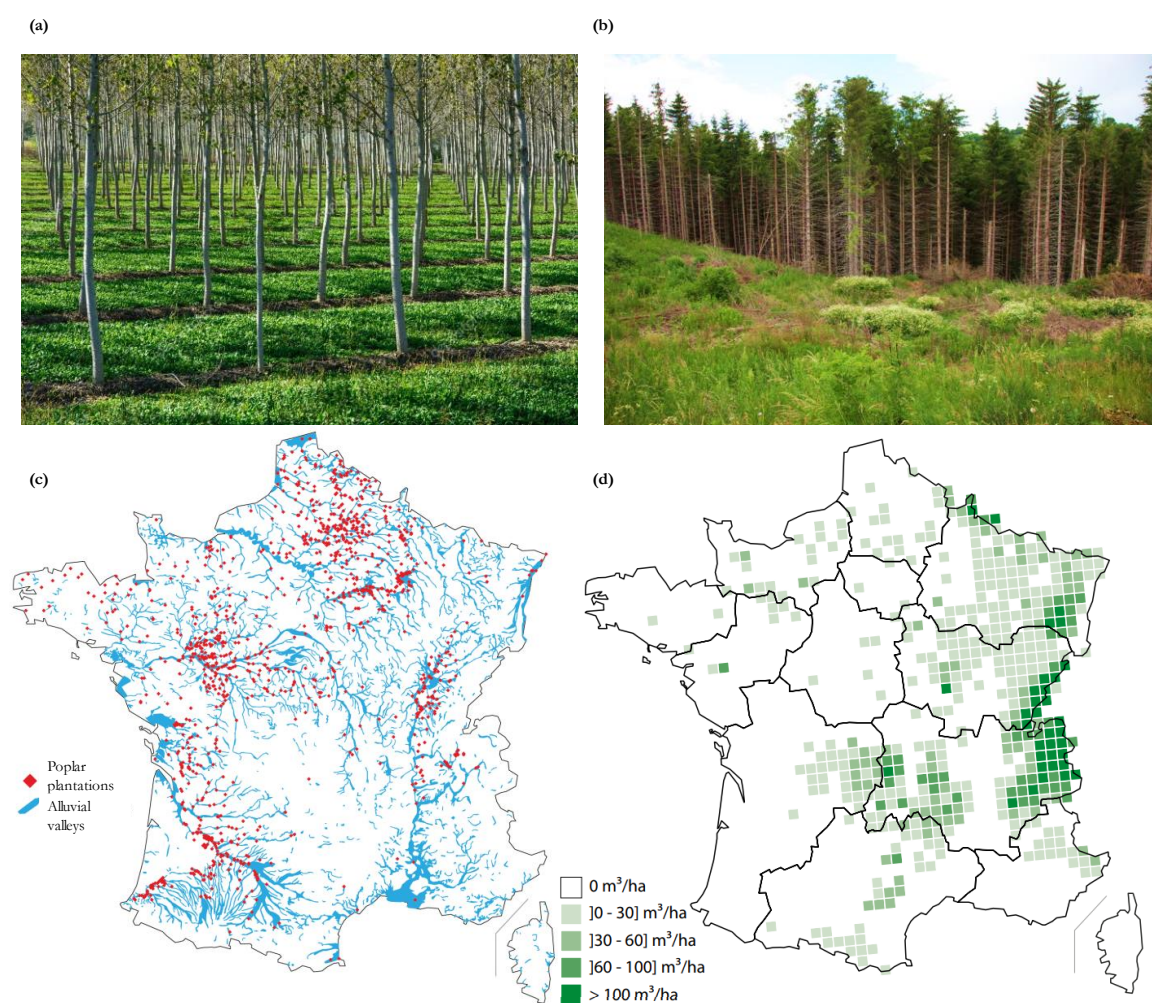 (a)
(b)
(c)
(d)
Poplar
plantations
Alluvial
valleys
0 m³/ha
]0 - 30] m³/ha
]30 - 60] m³/ha
]60 - 100] m³/ha
> 100 m³/ha